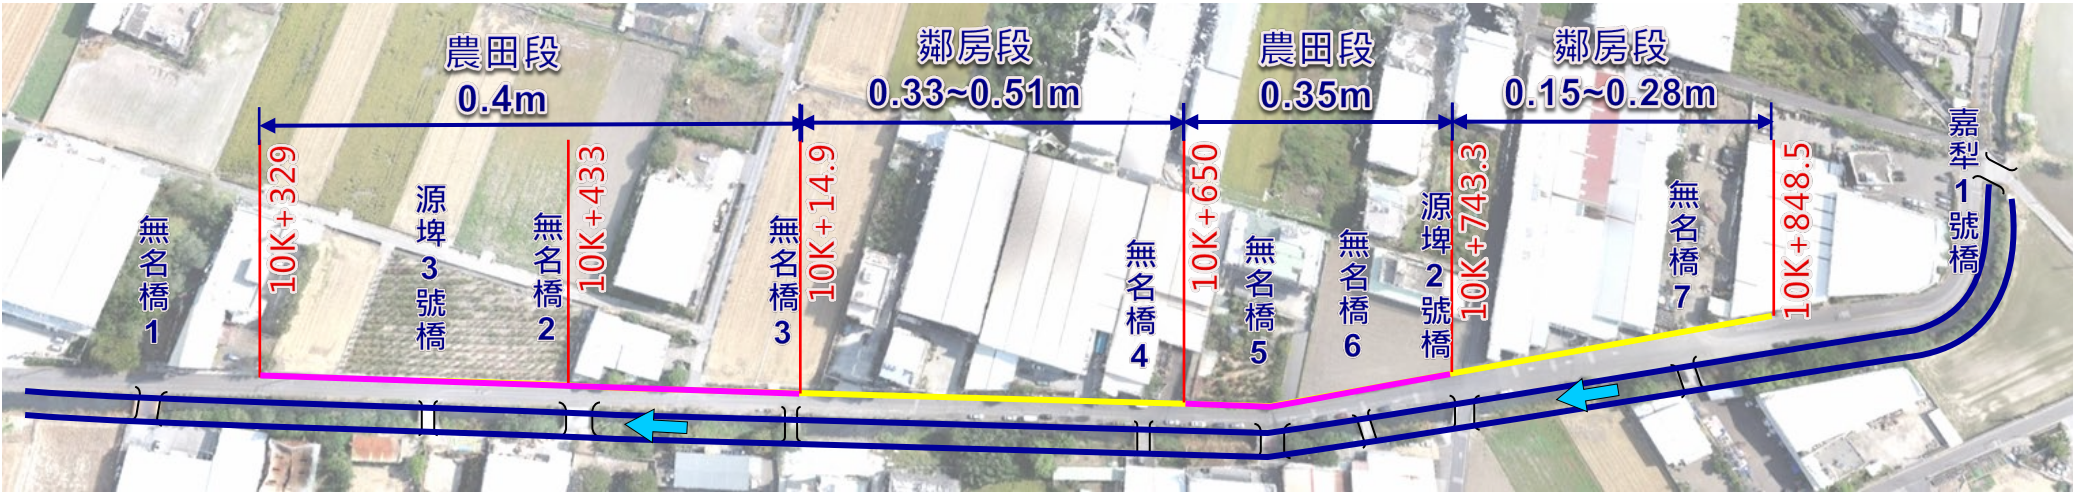 農田段
0.4m
鄰房段
0.33~0.51m
農田段
0.35m
鄰房段
0.15~0.28m
無名橋1
10K+329
源埤3號橋
無名橋2
10K+433
無名橋3
10K+14.9
無名橋4
10K+650
無名橋5
無名橋6
源埤2號橋
10K+743.3
無名橋7
10K+848.5
嘉犁1號橋